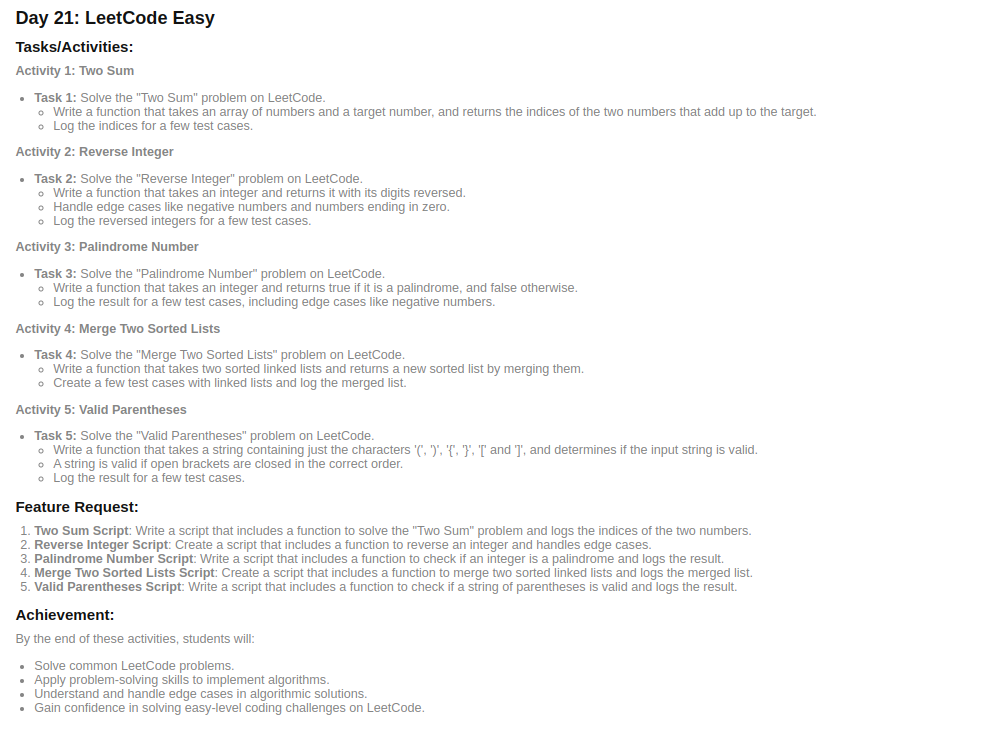 Day 21: LeetCode Easy
Tasks/Activities:
Activity 1: Two Sum
Task 1: Solve the "Two Sum" problem on LeetCode.
Write a function that takes an array of numbers and a target number, and returns the indices of the two numbers that add up to the target.
Log the indices for a few test cases.
Activity 2: Reverse Integer
Task 2: Solve the "Reverse Integer" problem on LeetCode.
Write a function that takes an integer and returns it with its digits reversed.
Handle edge cases like negative numbers and numbers ending in zero.
Log the reversed integers for a few test cases.
Activity 3: Palindrome Number
Task 3: Solve the "Palindrome Number" problem on LeetCode.
Write a function that takes an integer and returns true if it is a palindrome, and false otherwise.
Log the result for a few test cases, including edge cases like negative numbers.
Activity 4: Merge Two Sorted Lists
Task 4: Solve the "Merge Two Sorted Lists" problem on LeetCode.
Write a function that takes two sorted linked lists and returns a new sorted list by merging them.
Create a few test cases with linked lists and log the merged list.
Activity 5: Valid Parentheses
Task 5: Solve the "Valid Parentheses" problem on LeetCode.
Write a function that takes a string containing just the characters '(', ')', '{', '}', '[' and ']', and determines if the input string is valid.
A string is valid if open brackets are closed in the correct order.
Log the result for a few test cases.
Feature Request:
1. Two Sum Script: Write a script that includes a function to solve the "Two Sum" problem and logs the indices of the two numbers.
2. Reverse Integer Script: Create a script that includes a function to reverse an integer and handles edge cases.
3. Palindrome Number Script: Write a script that includes a function to check if an integer is a palindrome and logs the result.
4. Merge Two Sorted Lists Script: Create a script that includes a function to merge two sorted linked lists and logs the merged list.
5. Valid Parentheses Script: Write a script that includes a function to check if a string of parentheses is valid and logs the result.
Achievement:
By the end of these activities, students will:
Solve common LeetCode problems.
Apply problem-solving skills to implement algorithms.
Understand and handle edge cases in algorithmic solutions.
Gain confidence in solving easy-level coding challenges on LeetCode.